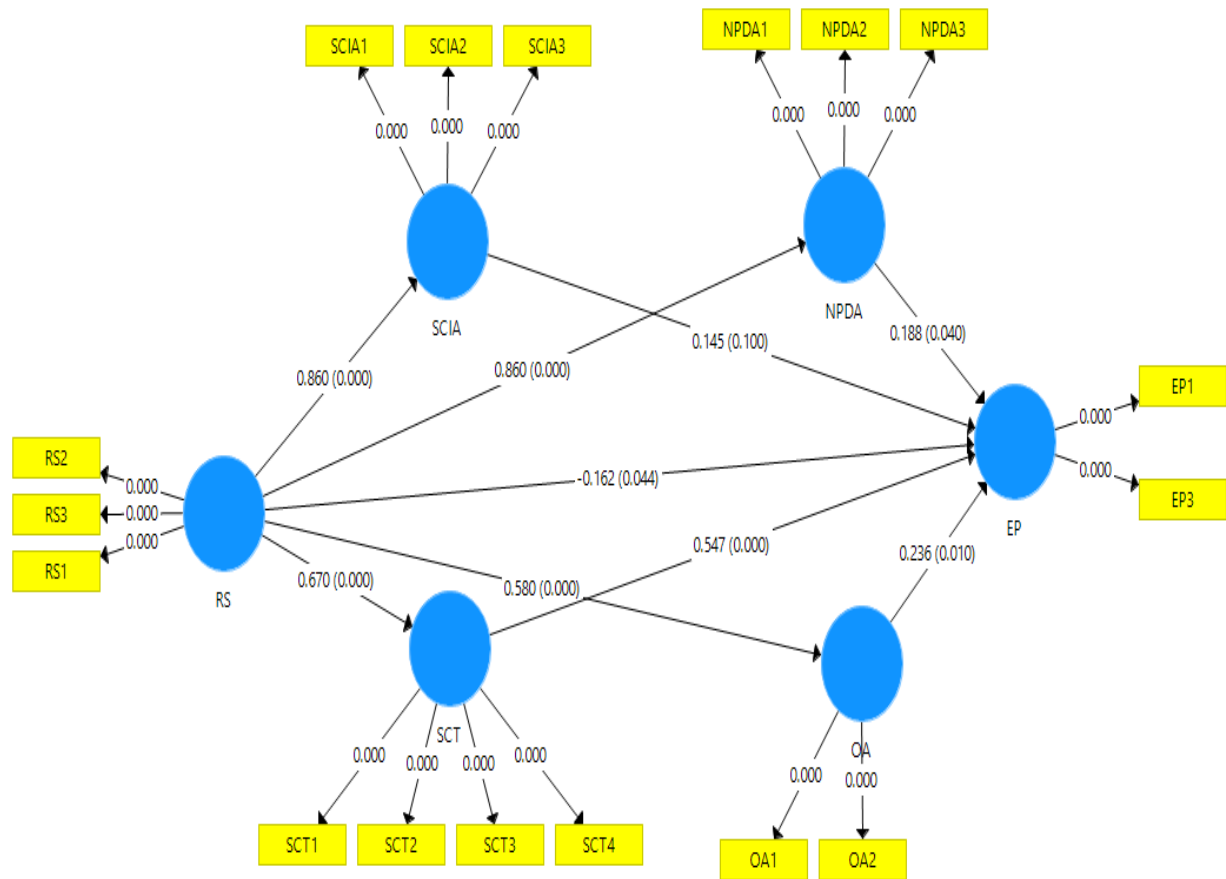 SCIA1 SCIA2 SCIA3
NPDA1 NPDA2 NPDA3
0.000 0.000 0.000
0.000 0.000 0.000
SCIA
NPDA
0.145 (0.100)
0.188 (0.040)
0.860 (0.000)
0.860 (0.000)
EP1
0.000
RS2
0.000
-0.162 (0.044)
0.000
EP3
RS3
0.000
EP
RS1
0.000
0.547 (0.000)
0.236 (0.010)
RS
0.670 (0.000)
0.580 (0.000)
SCT
OA
0.000 0.000 0.000 0.000
0.000 0.000
SCT1 SCT2 SCT3 SCT4
OA1 OA2